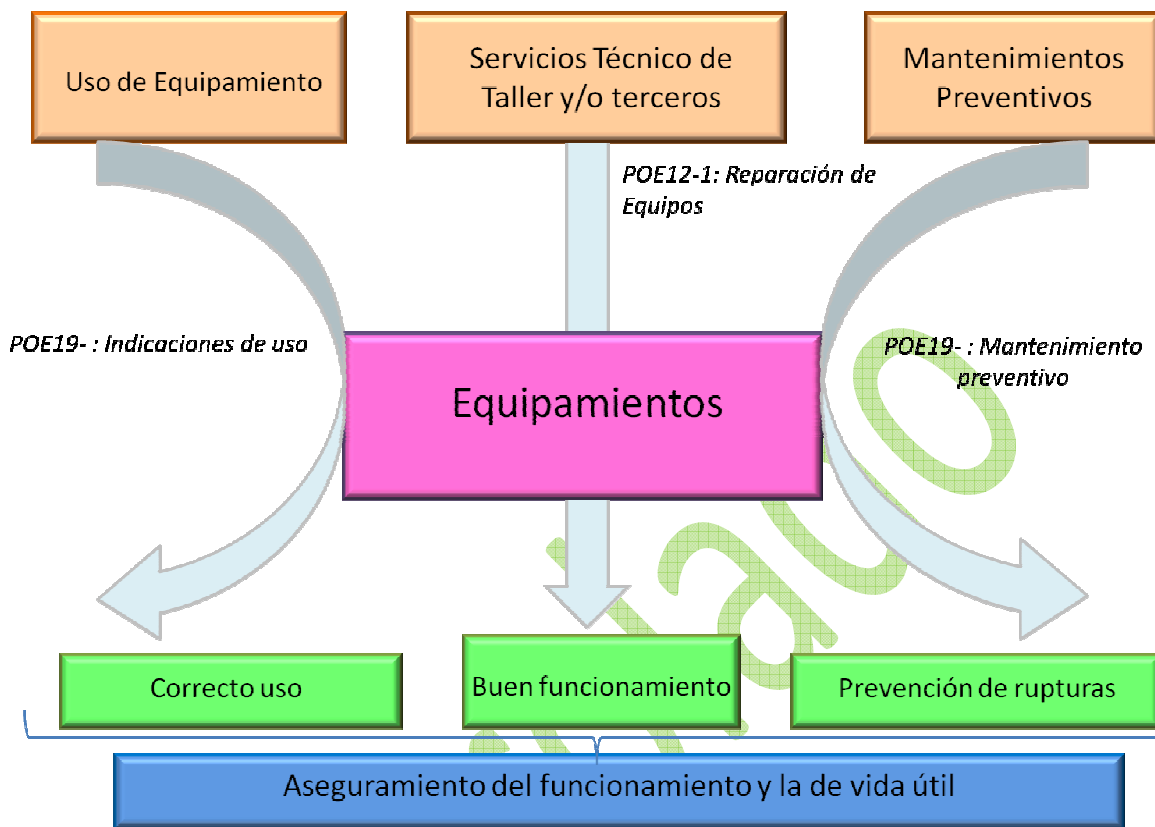 Uso de Equipamiento
Servicios Técnico de
Taller y/o terceros
Mantenimientos
Preventivos
POE12-1: Reparación de
Equipos
POE19- : Indicaciones de uso
POE19- : Mantenimiento
preventivo
Equipamientos
Correcto uso
Buen funcionamiento
Prevención de rupturas
Aseguramiento del funcionamiento y la de vida útil